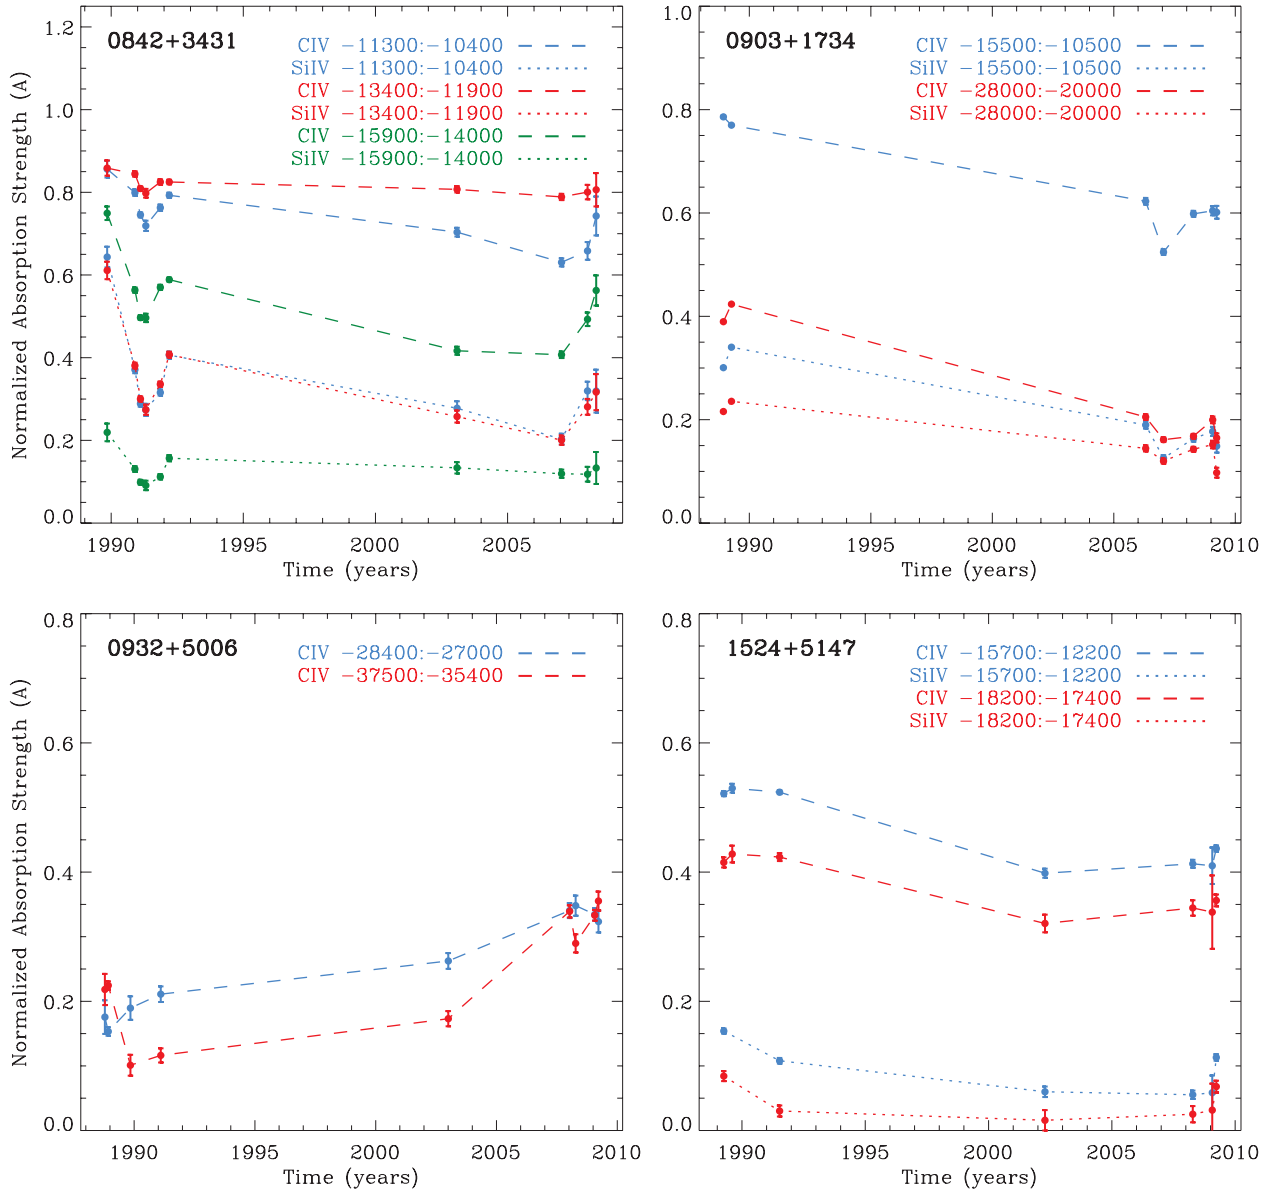 0842+3431
CIV −11300:−10400
SiIV −11300:−10400
CIV −13400:−11900
SiIV −13400:−11900
CIV −15900:−14000
SiIV −15900:−14000
Normalized Absorption Strength (A)
1.2
1.0
0.8
0.6
0.4
0.2
0.0
1990 1995 2000 2005
Time (years)
0903+1734
CIV −15500:−10500
SiIV −15500:−10500
CIV −28000:−20000
SiIV −28000:−20000
1.0
0.8
0.6
0.4
0.2
0.0
1990 1995 2000 2005 2010
Time (years)
0932+5006
CIV −28400:−27000
CIV −37500:−35400
Normalized Absorption Strength (A)
0.8
0.6
0.4
0.2
0.0
1990 1995 2000 2005 2010
Time (years)
1524+5147
CIV −15700:−12200
SiIV −15700:−12200
CIV −18200:−17400
SiIV −18200:−17400
0.8
0.6
0.4
0.2
0.0
1990 1995 2000 2005 2010
Time (years)